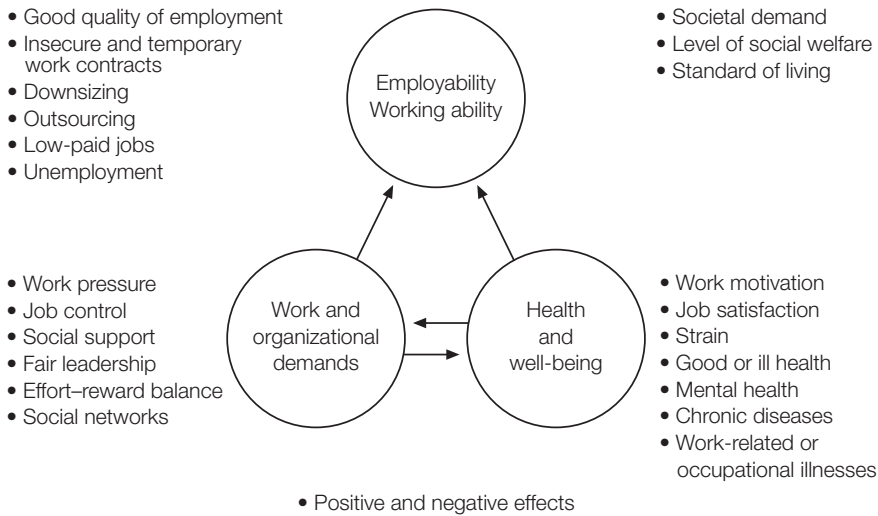 • Good quality of employment
• Insecure and temporary
work contracts
• Downsizing
• Outsourcing
• Low-paid jobs
• Unemployment
Employability
Working ability
• Societal demand
• Level of social welfare
• Standard of living
• Work pressure
• Job control
• Social support
• Fair leadership
• Effort–reward balance
• Social networks
Work and
organizational
demands
Health
and
well-being
• Work motivation
• Job satisfaction
• Strain
• Good or ill health
• Mental health
• Chronic diseases
• Work-related or
occupational illnesses
• Positive and negative effects